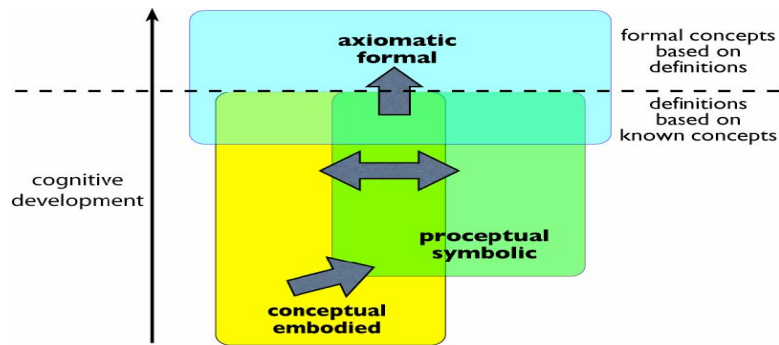 axiomatic
formal
formal concepts
based on
definitions
definitions
based on
known concepts
cognitive
development
proceptual
symbolic
conceptual
embodied